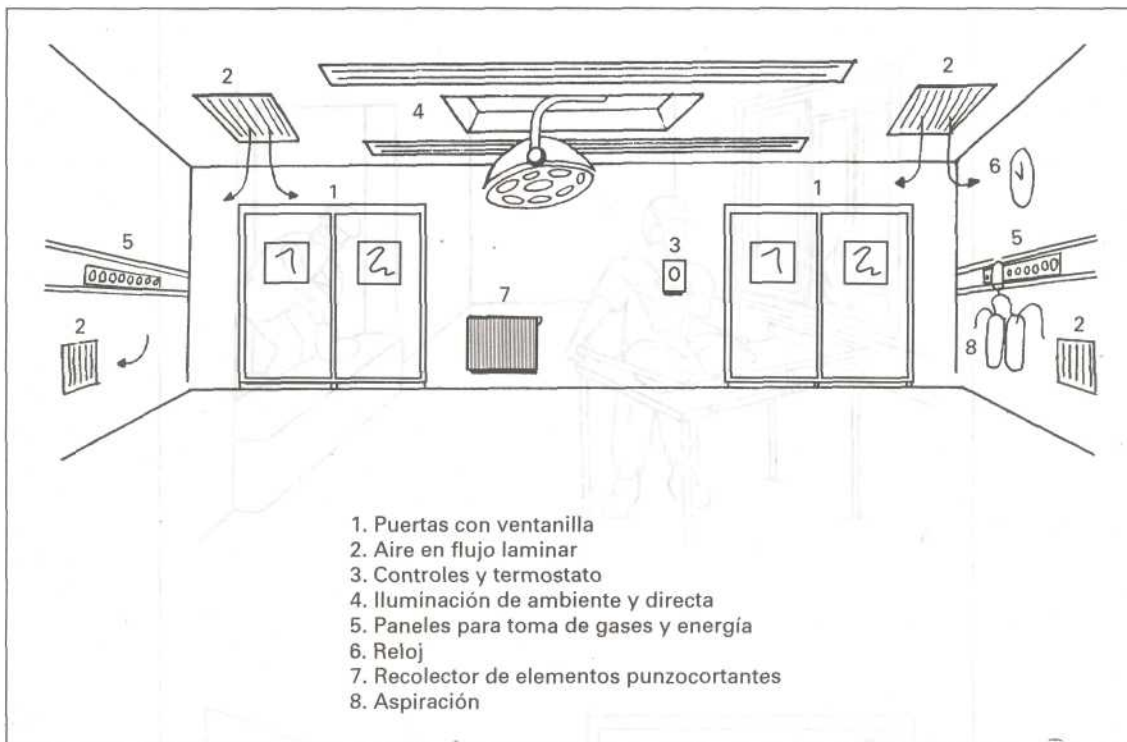 2
2
4
6
1
1
5
3
5
7
2
8
2
1. Puertas con ventanilla
2. Aire en flujo laminar
3. Controles y termostato
4. Iluminación de ambiente y directa
5. Paneles para toma de gases y energía
6. Reloj
7. Recolector de elementos punzocortantes
8. Aspiración